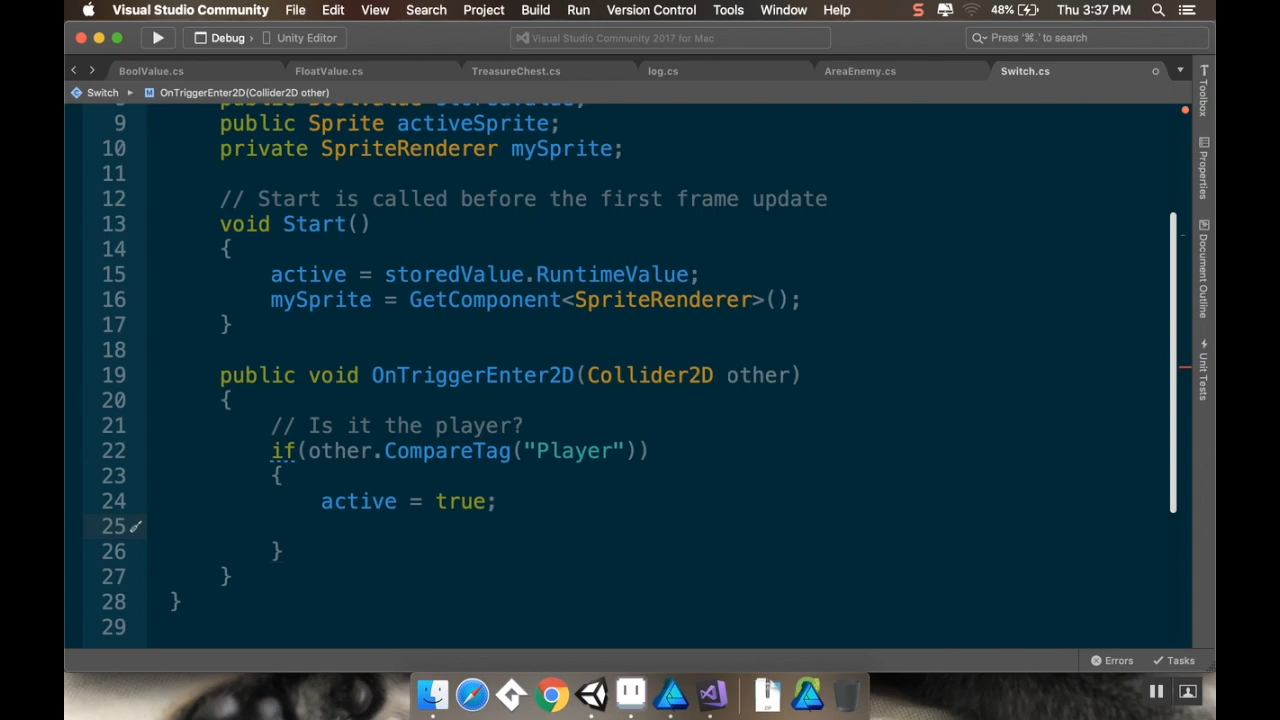 Visual Studio Community File Edit View Search Project Build Run Version Control Tools Window Help 48% Thu 3:37 PM
Debug › Unity Editor Visual Studio Community 2017 for Mac Press '⌘.' to search
BoolValue.cs FloatValue.cs TreasureChest.cs log.cs AreaEnemy.cs Switch.cs
Switch ▸ OnTriggerEnter2D(Collider2D other)
9 public Sprite activeSprite;
10 private SpriteRenderer mySprite;
11
12 // Start is called before the first frame update
13 void Start()
14 {
15 active = storedValue.RuntimeValue;
16 mySprite = GetComponent<SpriteRenderer>();
17 }
18
19 public void OnTriggerEnter2D(Collider2D other)
20 {
21 // Is it the player?
22 if(other.CompareTag("Player"))
23 {
24 active = true;
25
26 }
27 }
28 }
29
Toolbox
Properties
Document Outline
Unit Tests
Errors Tasks